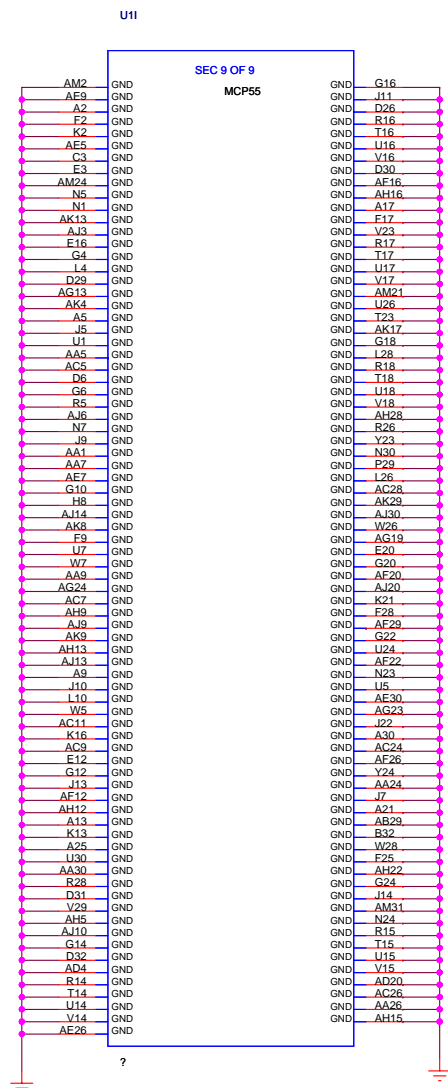 U1I
SEC 9 OF 9
MCP55
AM2 GND GND G16
AE9 GND GND J11
A2 GND GND D26
F2 GND GND R16
K2 GND GND T16
AE5 GND GND U16
C3 GND GND V16
E3 GND GND D30
AM24 GND GND AF16
N5 GND GND AH16
N1 GND GND A17
AK13 GND GND F17
AJ3 GND GND V23
E16 GND GND R17
G4 GND GND T17
L4 GND GND U17
D29 GND GND V17
AG13 GND GND AM21
AK4 GND GND U26
A5 GND GND T23
J5 GND GND AK17
U1 GND GND G18
AA5 GND GND L28
AC5 GND GND R18
D6 GND GND T18
G6 GND GND U18
R5 GND GND V18
AJ6 GND GND AH28
N7 GND GND R26
J9 GND GND Y23
AA1 GND GND N30
AA7 GND GND P29
AE7 GND GND L26
G10 GND GND AC28
H8 GND GND AK29
AJ14 GND GND AJ30
AK8 GND GND W26
F9 GND GND AG19
U7 GND GND E20
W7 GND GND G20
AA9 GND GND AF20
AG24 GND GND AJ20
AC7 GND GND K21
AH9 GND GND F28
AJ9 GND GND AF29
AK9 GND GND G22
AH13 GND GND U24
AJ13 GND GND AF22
A9 GND GND N23
J10 GND GND U5
L10 GND GND AE30
W5 GND GND AG23
AC11 GND GND J22
K16 GND GND A30
AC9 GND GND AC24
E12 GND GND AF26
G12 GND GND Y24
J13 GND GND AA24
AF12 GND GND J7
AH12 GND GND A21
A13 GND GND AB29
K13 GND GND B32
A25 GND GND W28
U30 GND GND F25
AA30 GND GND AH22
R28 GND GND G24
D31 GND GND J14
V29 GND GND AM31
AH5 GND GND N24
AJ10 GND GND R15
G14 GND GND T15
D32 GND GND U15
AD4 GND GND V15
R14 GND GND AD20
T14 GND GND AC26
U14 GND GND AA26
V14 GND GND AH15
AE26 GND
?